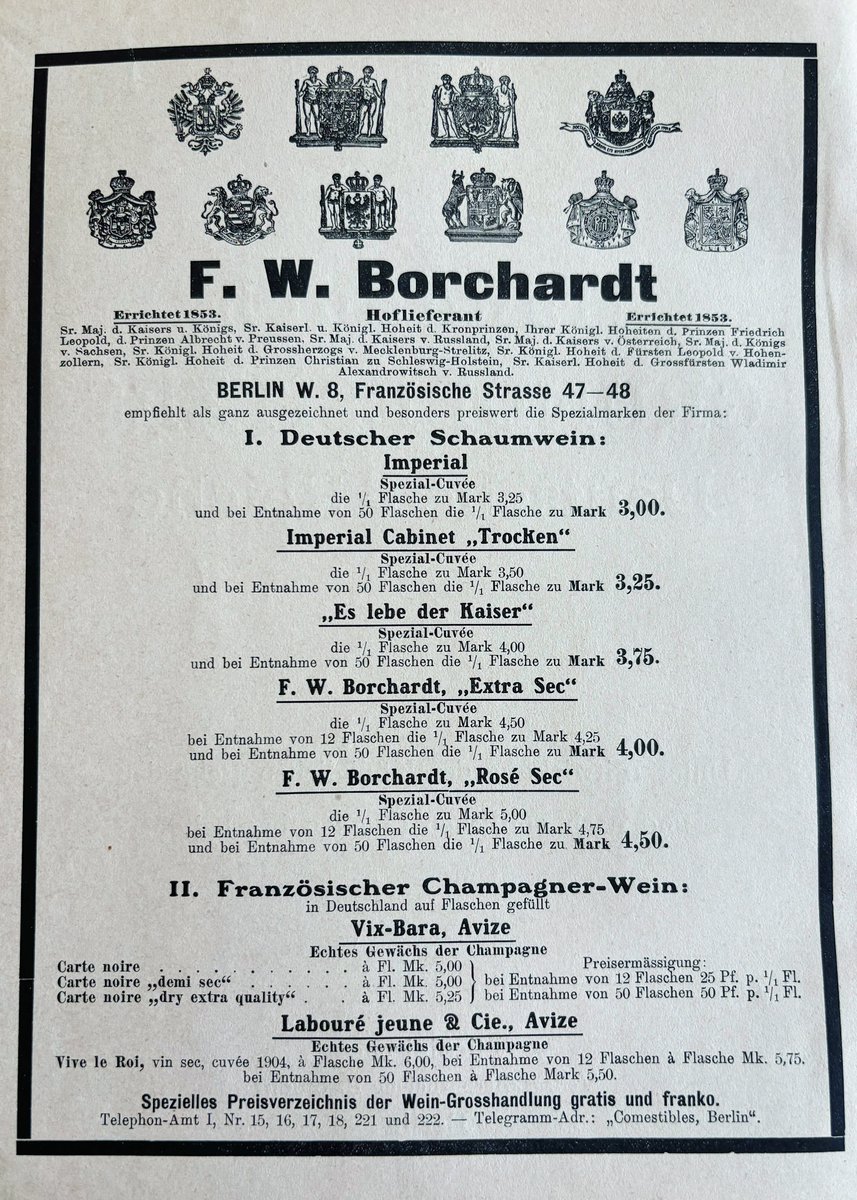 F. W. Borchardt
Errichtet 1853. Hoflieferant Errichtet 1853.
Sr. Maj. d. Kaisers u. Königs, Sr. Kaiserl. u. Königl. Hoheit d. Kronprinzen, Ihrer Königl. Hoheiten d. Prinzen Friedrich
Leopold, d. Prinzen Albrecht v. Preussen, Sr. Maj. d. Kaisers v. Russland, Sr. Maj. d. Kaisers v. Österreich, Sr. Maj. d. Königs
v. Sachsen, Sr. Königl. Hoheit d. Grossherzogs v. Mecklenburg-Strelitz, Sr. Königl. Hoheit d. Fürsten Leopold v. Hohen-
zollern, Sr. Königl. Hoheit d. Prinzen Christian zu Schleswig-Holstein, Sr. Kaiserl. Hoheit d. Grossfürsten Wladimir
Alexandrowitsch v. Russland.
BERLIN W. 8, Französische Strasse 47—48
empfiehlt als ganz ausgezeichnet und besonders preiswert die Spezialmarken der Firma:
I. Deutscher Schaumwein:
Imperial
Spezial-Cuvée
die 1/1 Flasche zu Mark 3,25
und bei Entnahme von 50 Flaschen die 1/1 Flasche zu Mark 3,00.
Imperial Cabinet „Trocken“
Spezial-Cuvée
die 1/1 Flasche zu Mark 3,50
und bei Entnahme von 50 Flaschen die 1/1 Flasche zu Mark 3,25.
„Es lebe der Kaiser“
Spezial-Cuvée
die 1/1 Flasche zu Mark 4,00
und bei Entnahme von 50 Flaschen die 1/1 Flasche zu Mark 3,75.
F. W. Borchardt, „Extra Sec“
Spezial-Cuvée
die 1/1 Flasche zu Mark 4,50
bei Entnahme von 12 Flaschen die 1/1 Flasche zu Mark 4,25
und bei Entnahme von 50 Flaschen die 1/1 Flasche zu Mark 4,00.
F. W. Borchardt, „Rosé Sec“
Spezial-Cuvée
die 1/1 Flasche zu Mark 5,00
bei Entnahme von 12 Flaschen die 1/1 Flasche zu Mark 4,75
und bei Entnahme von 50 Flaschen die 1/1 Flasche zu Mark 4,50.
II. Französischer Champagner-Wein:
in Deutschland auf Flaschen gefüllt
Vix-Bara, Avize
Echtes Gewächs der Champagne
Carte noire . . . . . . . . . . à Fl. Mk. 5,00 Preisermässigung:
Carte noire „demi sec“ . . . . . . à Fl. Mk. 5,00 bei Entnahme von 12 Flaschen 25 Pf. p. 1/1 Fl.
Carte noire „dry extra quality“ . . à Fl. Mk. 5,25 bei Entnahme von 50 Flaschen 50 Pf. p. 1/1 Fl.
Labouré jeune & Cie., Avize
Echtes Gewächs der Champagne
Vive le Roi, vin sec, cuvée 1904, à Flasche Mk. 6,00, bei Entnahme von 12 Flaschen à Flasche Mk. 5,75,
bei Entnahme von 50 Flaschen à Flasche Mark 5,50.
Spezielles Preisverzeichnis der Wein-Grosshandlung gratis und franko.
Telephon-Amt I, Nr. 15, 16, 17, 18, 221 und 222. — Telegramm-Adr.: „Comestibles, Berlin“.